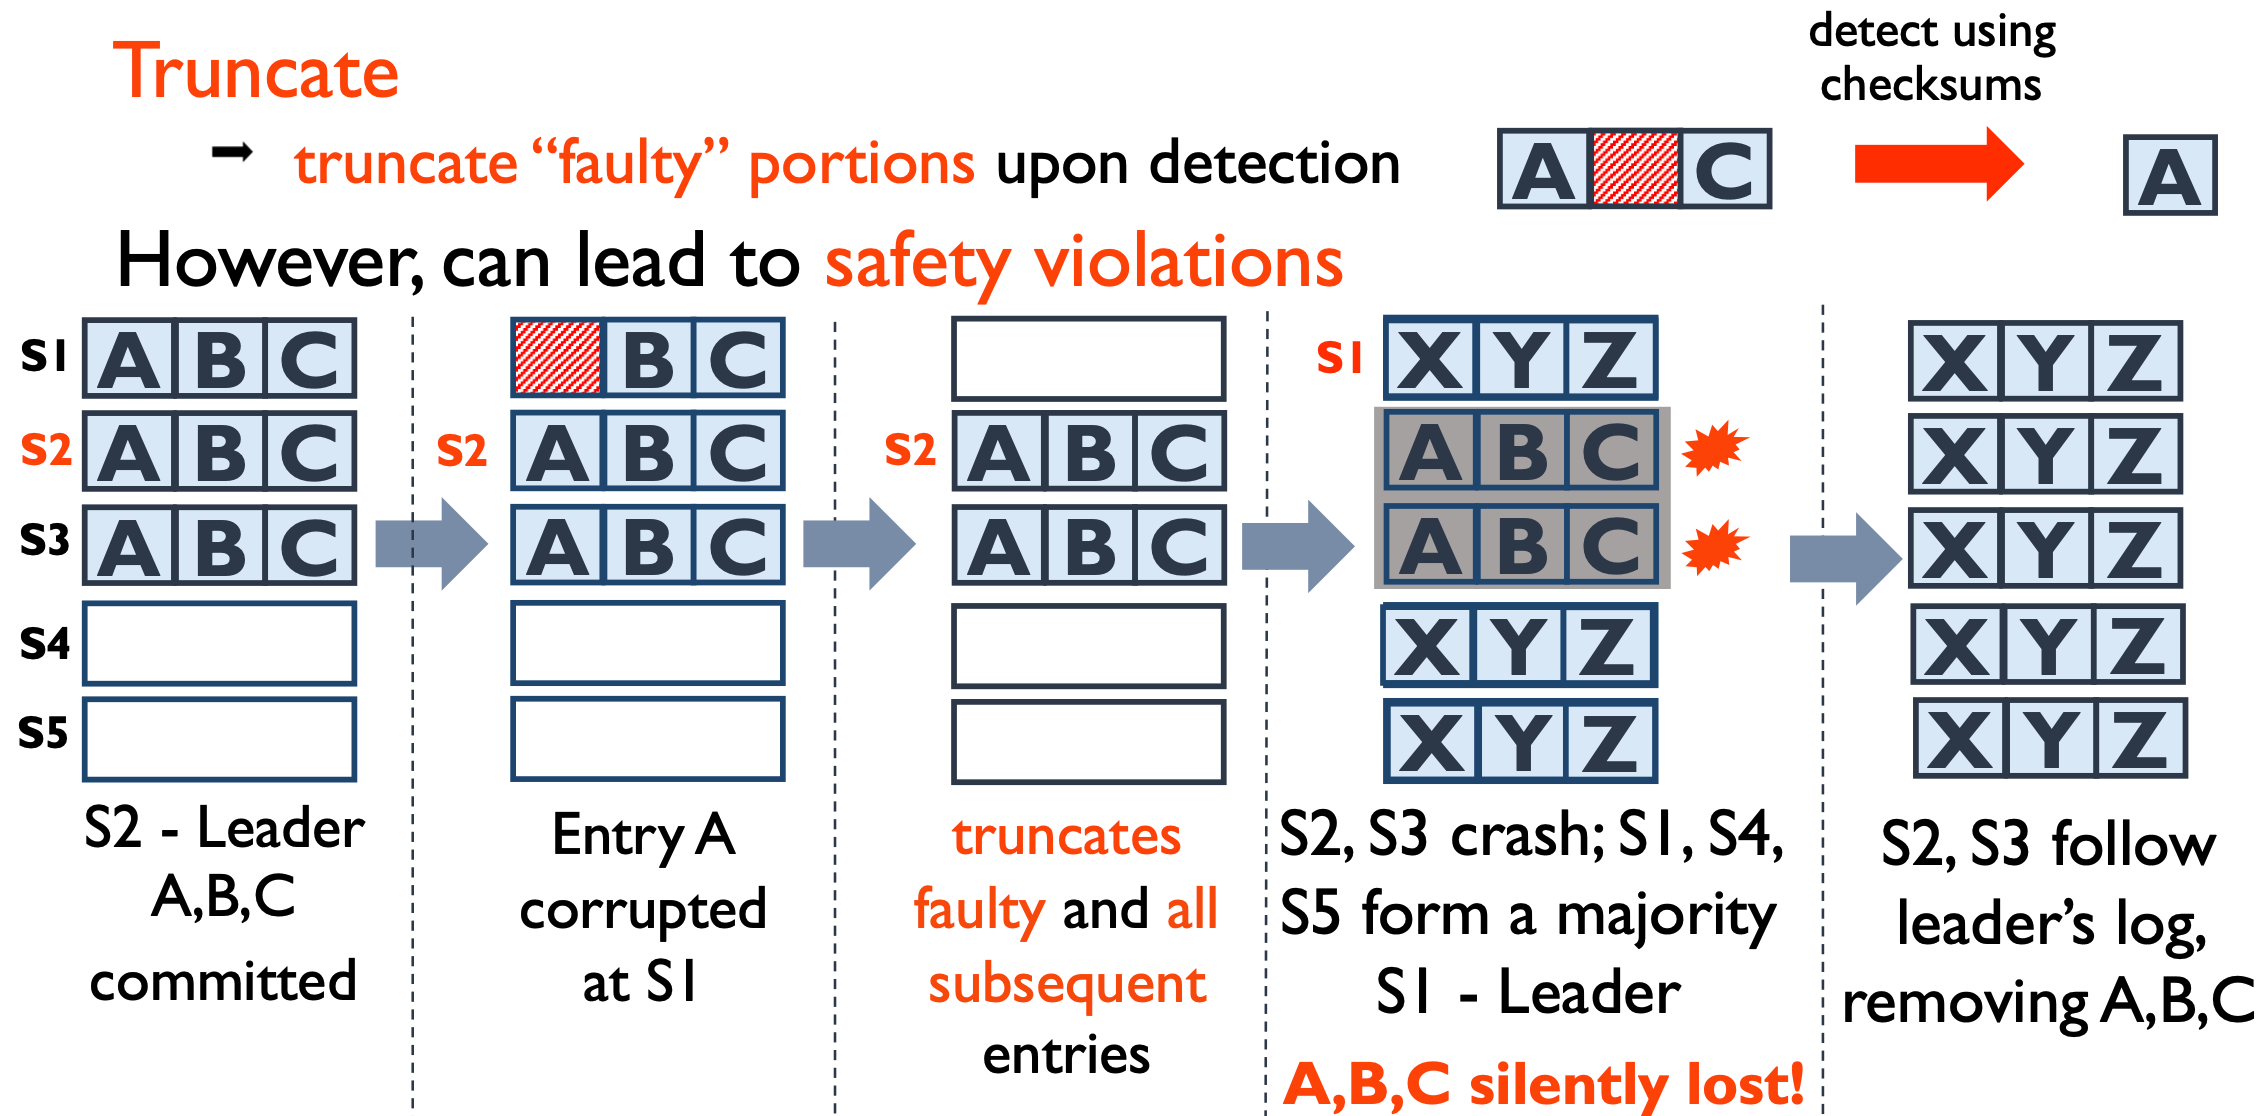 Truncate
detect using
checksums
truncate “faulty” portions upon detection
A C
A
However, can lead to safety violations
S1
A B C
B C
S1
X Y Z
X Y Z
S2
A B C
S2
A B C
S2
A B C
A B C
X Y Z
S3
A B C
A B C
A B C
A B C
X Y Z
S4
X Y Z
X Y Z
S5
X Y Z
X Y Z
S2 - Leader
A,B,C
committed
Entry A
corrupted
at S1
truncates
faulty and all
subsequent
entries
S2, S3 crash; S1, S4,
S5 form a majority
S1 - Leader
A,B,C silently lost!
S2, S3 follow
leader’s log,
removing A,B,C